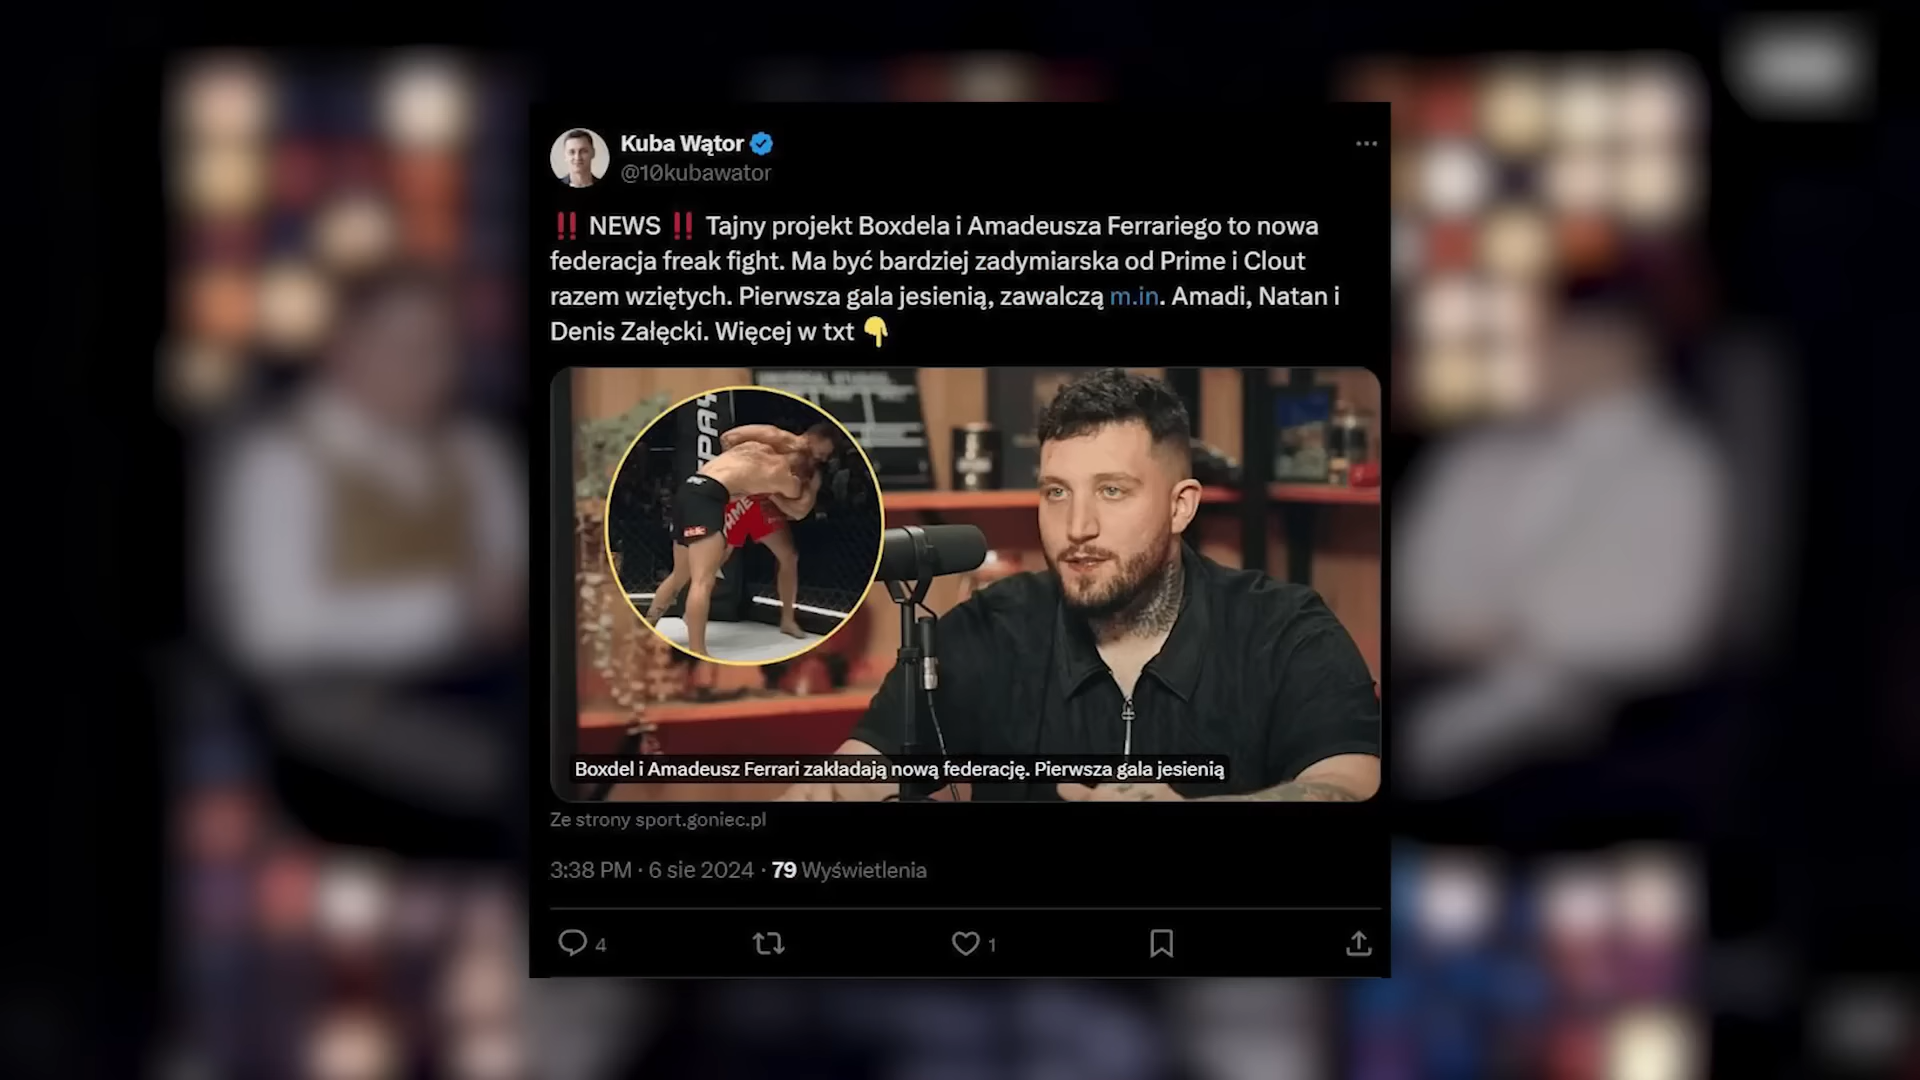 Kuba Wątor
@10kubawator
‼ NEWS ‼ Tajny projekt Boxdela i Amadeusza Ferrariego to nowa
federacja freak fight. Ma być bardziej zadymiarska od Prime i Clout
razem wziętych. Pierwsza gala jesienią, zawalczą m.in. Amadi, Natan i
Denis Załęcki. Więcej w txt 👇
Boxdel i Amadeusz Ferrari zakładają nową federację. Pierwsza gala jesienią
Ze strony sport.goniec.pl
3:38 PM · 6 sie 2024 · 79 Wyświetlenia
4
1